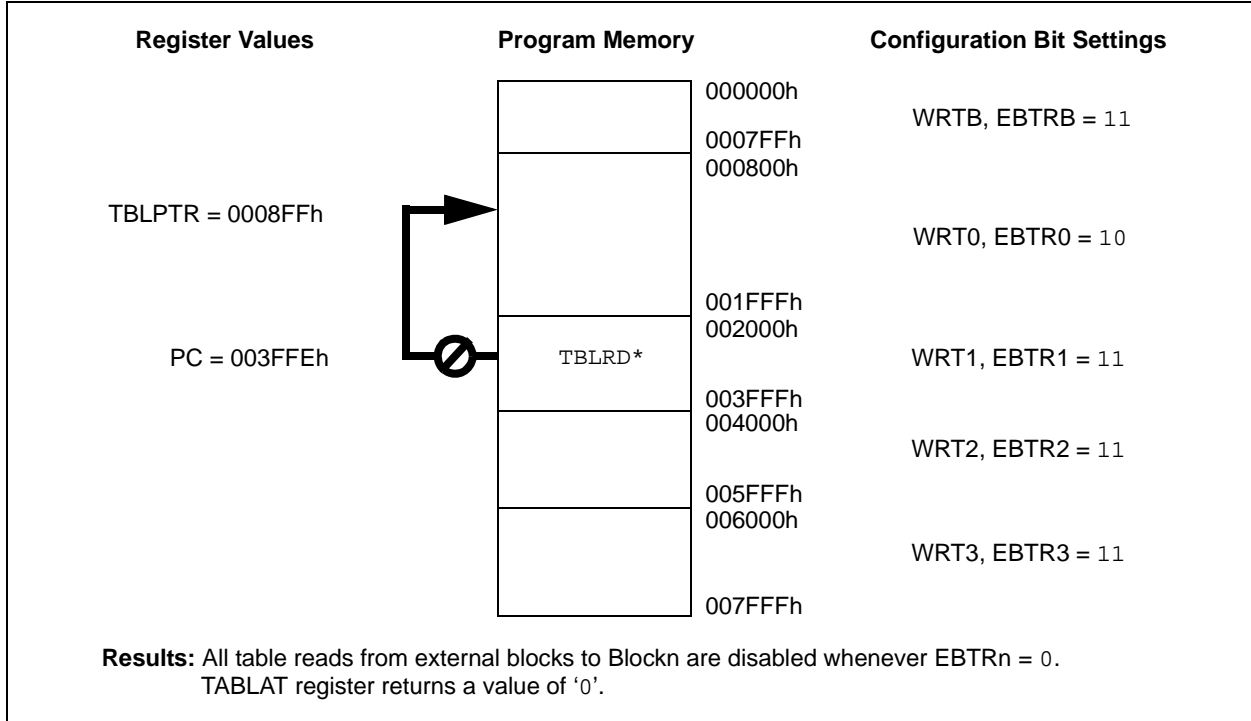 Register Values Program Memory Configuration Bit Settings
000000h
WRTB, EBTRB = 11
0007FFh
000800h
TBLPTR = 0008FFh
WRT0, EBTR0 = 10
001FFFh
002000h
PC = 003FFEh TBLRD* WRT1, EBTR1 = 11
003FFFh
004000h
WRT2, EBTR2 = 11
005FFFh
006000h
WRT3, EBTR3 = 11
007FFFh
Results: All table reads from external blocks to Blockn are disabled whenever EBTRn = 0.
TABLAT register returns a value of ‘0’.